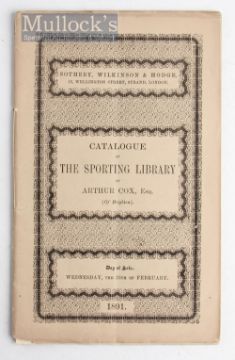 Mullock's
SOTHEBY, WILKINSON & HODGE,
13, WELLINGTON STREET, STRAND, LONDON.
CATALOGUE
OF
THE SPORTING LIBRARY
OF
ARTHUR COX, Esq.
(Of Brighton).
Day of Sale.
WEDNESDAY, THE OF FEBRUARY.
1891.